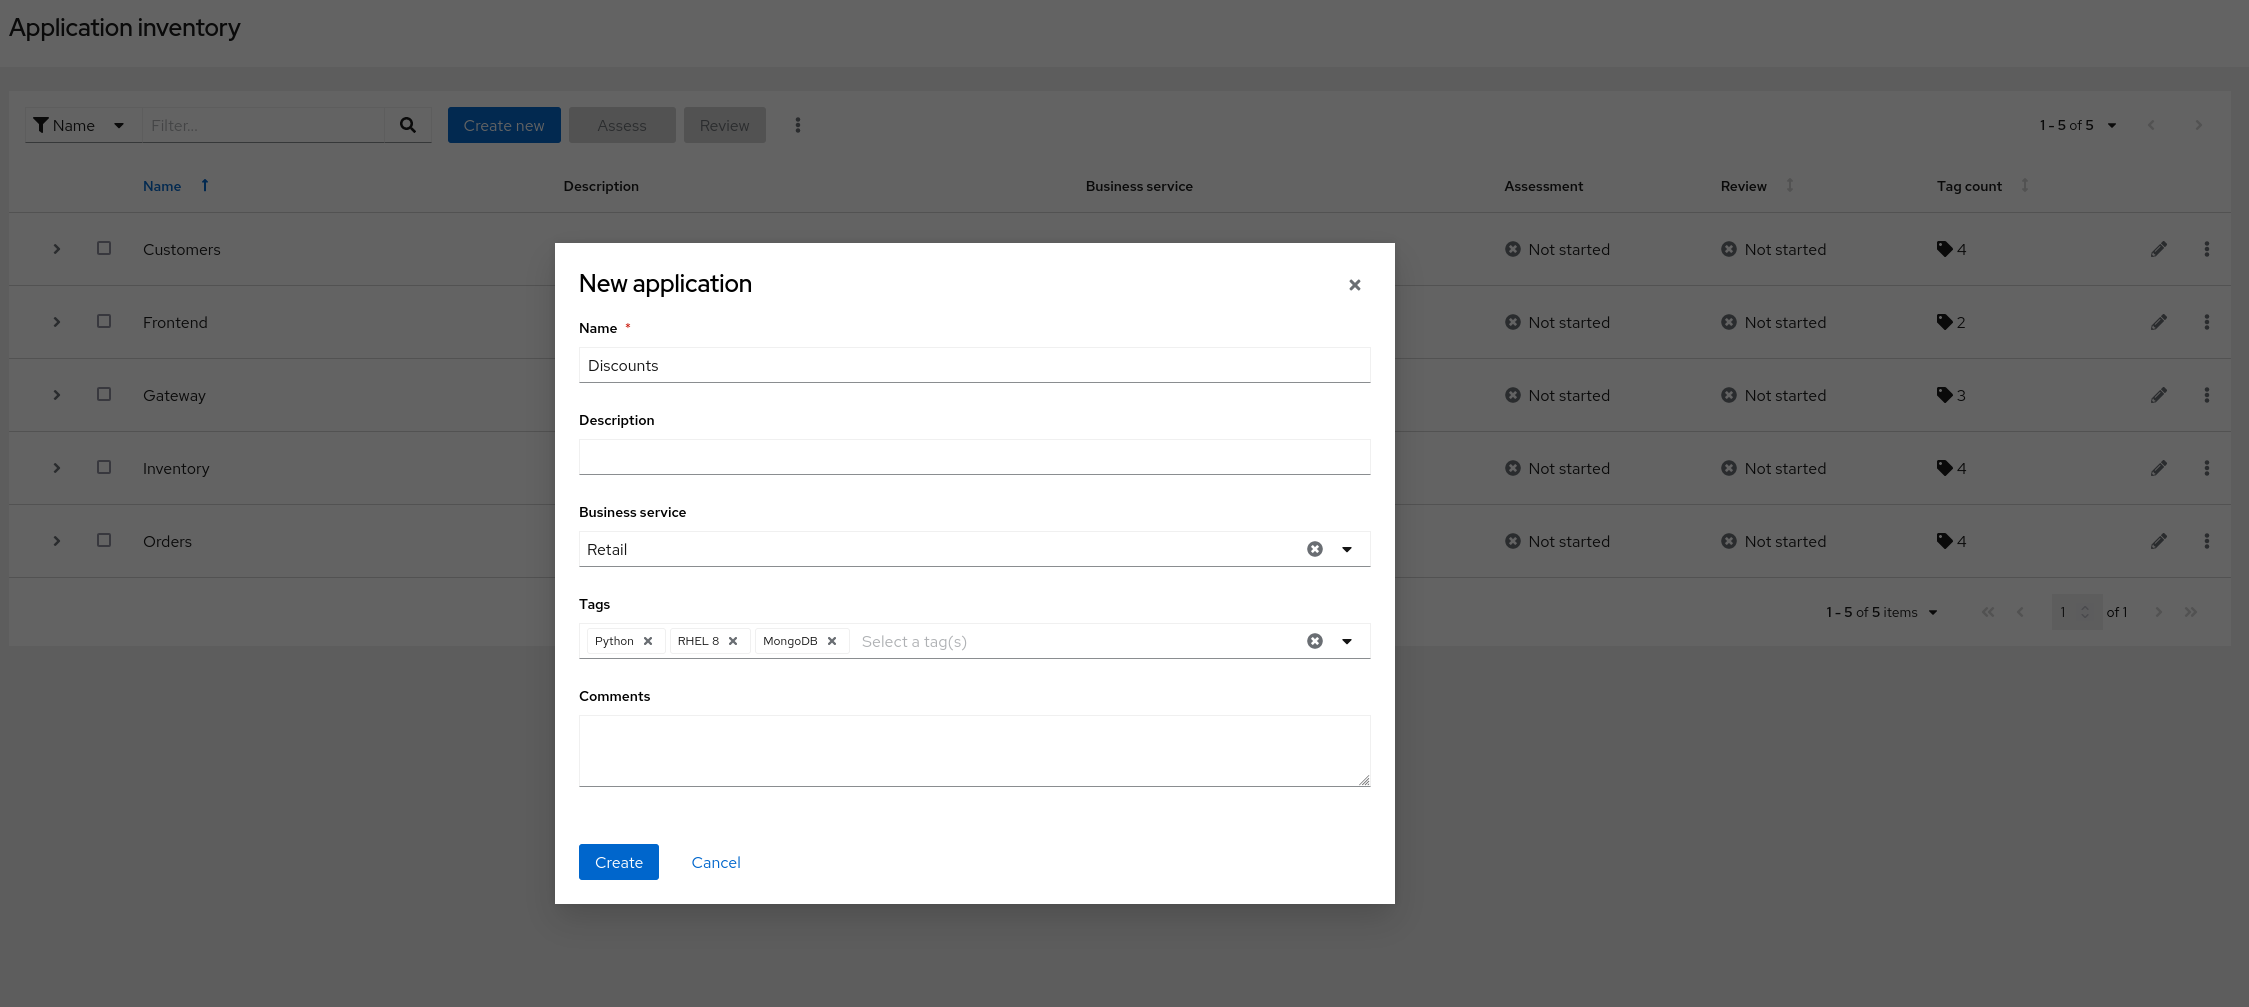 Application inventory
Name Filter... Create new Assess Review 1 - 5 of 5
Name Description Business service Assessment Review Tag count
Customers Not started Not started 4
Frontend Not started Not started 2
Gateway Not started Not started 3
Inventory Not started Not started 4
Orders Not started Not started 4
1 - 5 of 5 items 1 of 1
New application
Name *
Discounts
Description
Business service
Retail
Tags
Python RHEL 8 MongoDB Select a tag(s)
Comments
Create Cancel